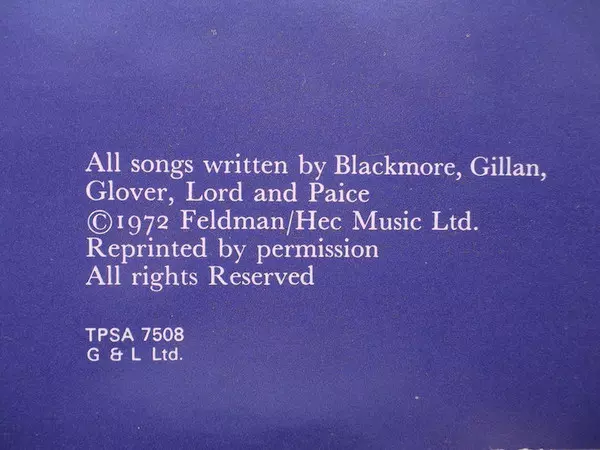 All songs written by Blackmore, Gillan,
Glover, Lord and Paice
©1972 Feldman/Hec Music Ltd.
Reprinted by permission
All rights Reserved
TPSA 7508
G & L Ltd.